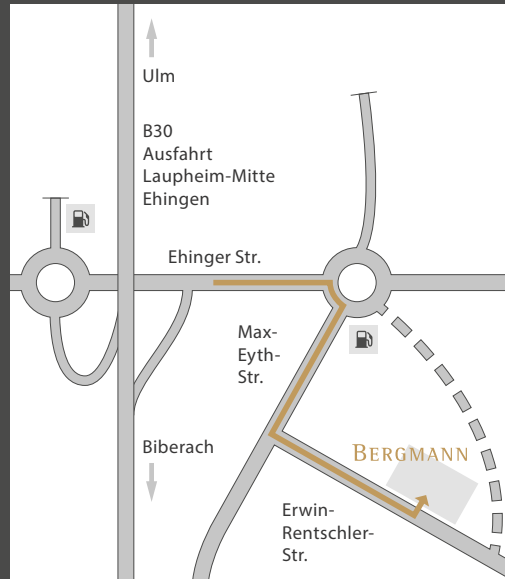 Ulm
B30
Ausfahrt
Laupheim-Mitte
Ehingen
Ehinger Str.
Max-
Eyth-
Str.
Biberach
BERGMANN
Erwin-
Rentschler-
Str.